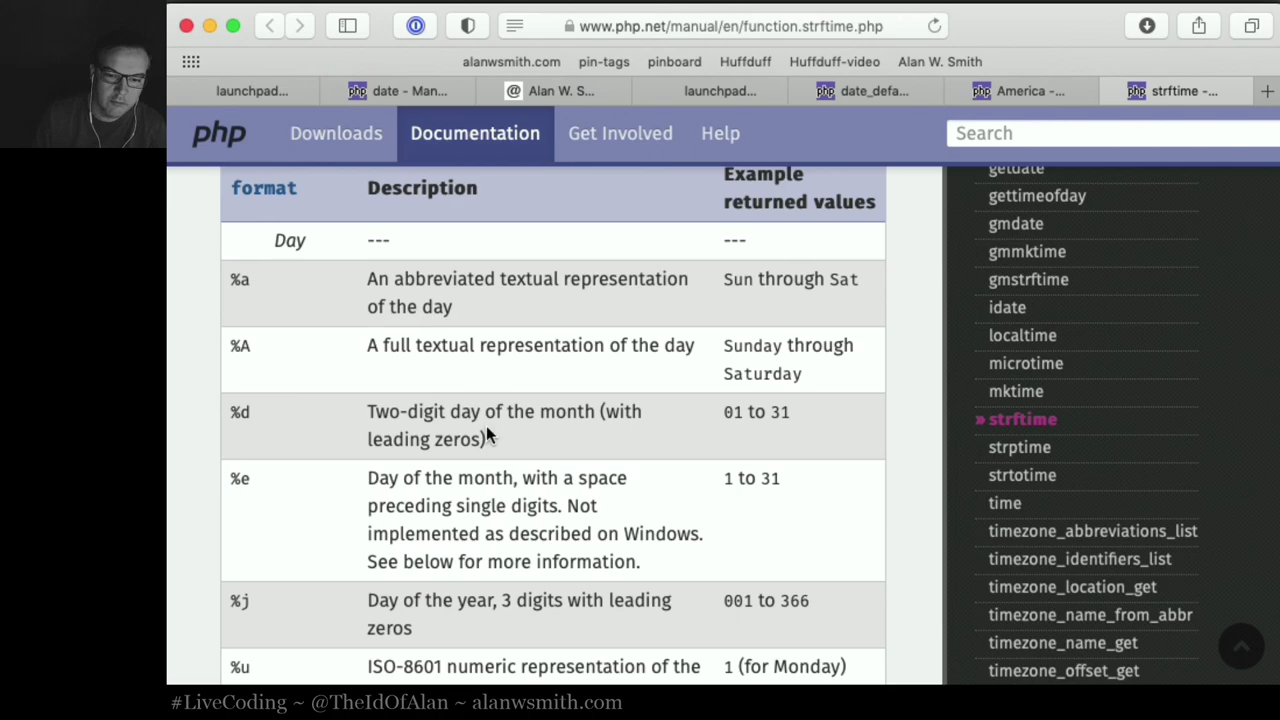 www.php.net/manual/en/function.strftime.php
alanwsmith.com pin-tags pinboard Huffduff Huffduff-video Alan W. Smith
launchpad... date - Man... Alan W. S... launchpad... date_defa... America -... strftime -...
php Downloads Documentation Get Involved Help Search
format Description Example returned values
Day --- ---
%a An abbreviated textual representation Sun through Sat
of the day
%A A full textual representation of the day Sunday through
Saturday
%d Two-digit day of the month (with 01 to 31
leading zeros)
%e Day of the month, with a space 1 to 31
preceding single digits. Not
implemented as described on Windows.
See below for more information.
%j Day of the year, 3 digits with leading 001 to 366
zeros
%u ISO-8601 numeric representation of the 1 (for Monday)
getdate
gettimeofday
gmdate
gmmktime
gmstrftime
idate
localtime
microtime
mktime
» strftime
strptime
strtotime
time
timezone_abbreviations_list
timezone_identifiers_list
timezone_location_get
timezone_name_from_abbr
timezone_name_get
timezone_offset_get
#LiveCoding ~ @TheIdOfAlan ~ alanwsmith.com